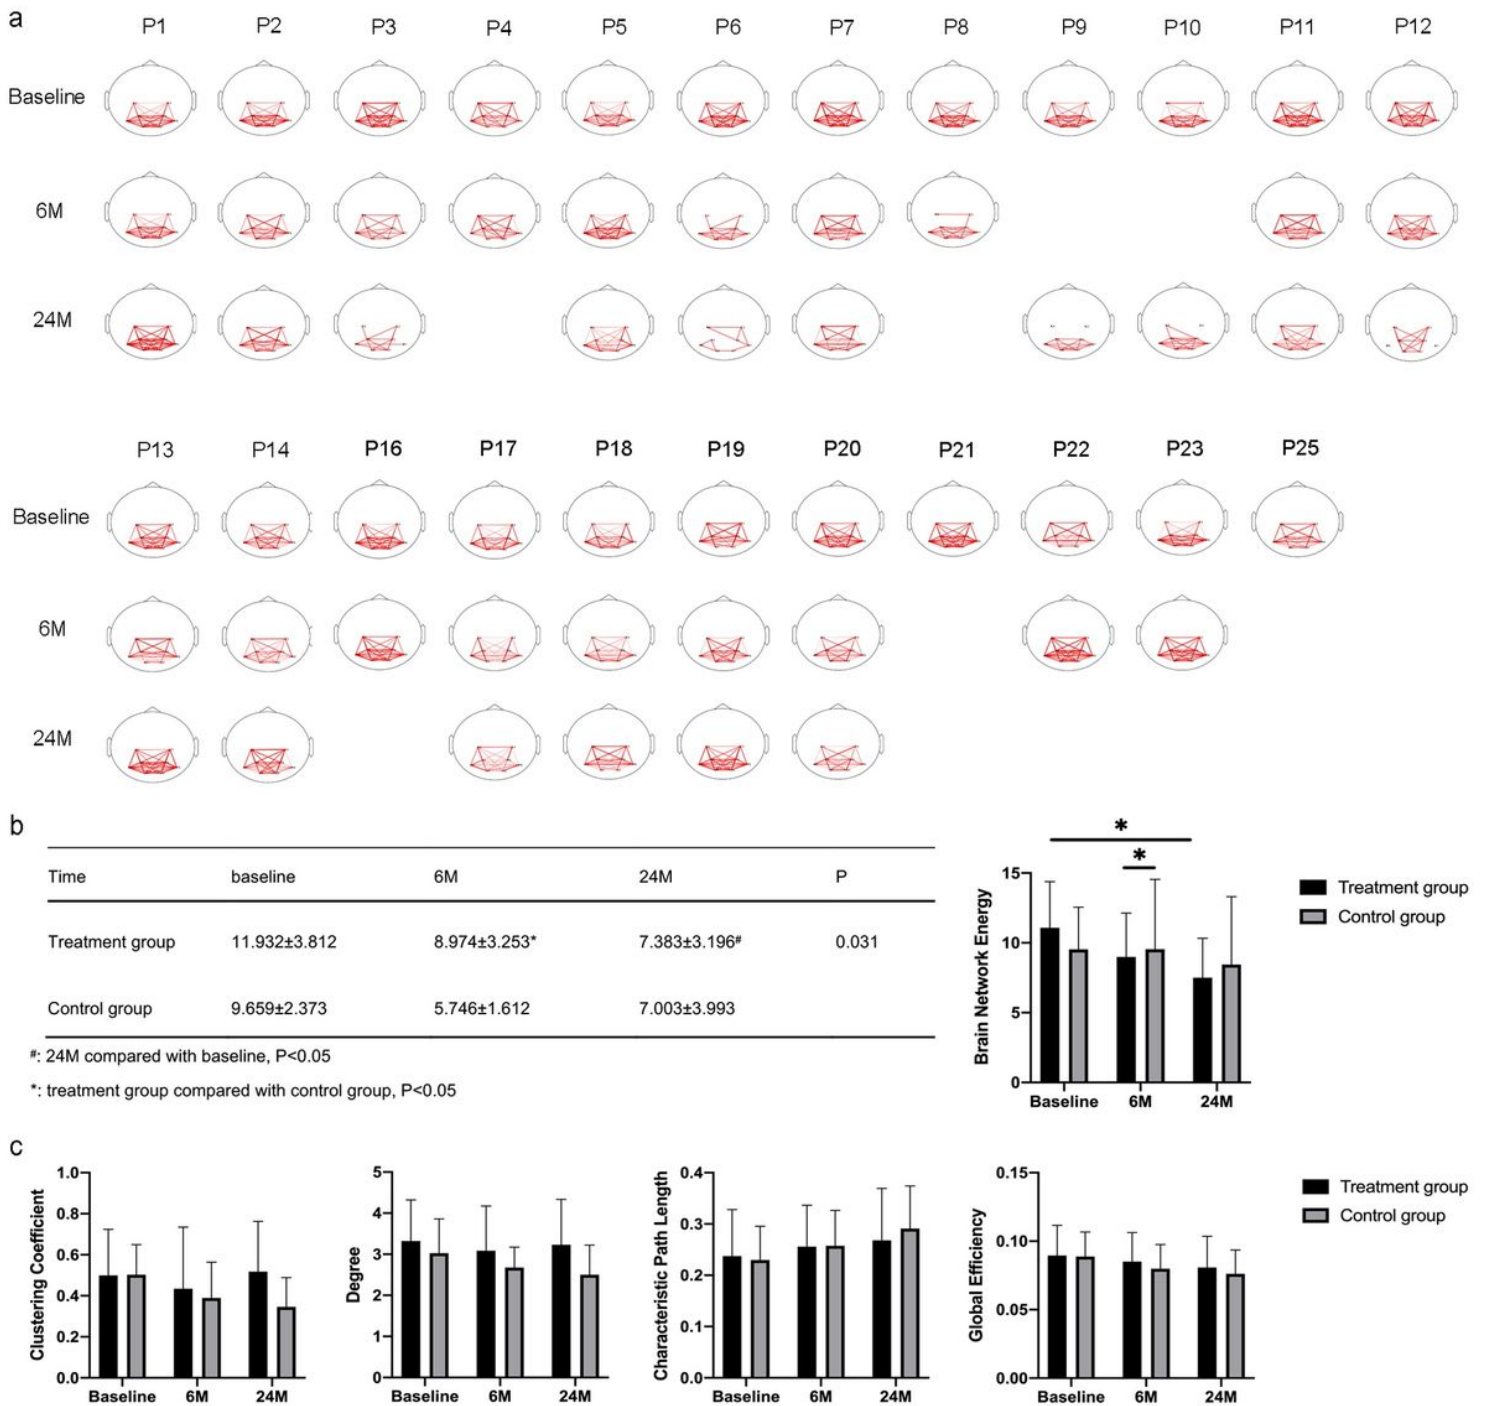 a
P1 P2 P3 P4 P5 P6 P7 P8 P9 P10 P11 P12
Baseline
6M
24M
P13 P14 P16 P17 P18 P19 P20 P21 P22 P23 P25
Baseline
6M
24M
b
Time baseline 6M 24M P
Treatment group 11.932±3.812 8.974±3.253* 7.383±3.196# 0.031
Control group 9.659±2.373 5.746±1.612 7.003±3.993
#: 24M compared with baseline, P<0.05
*: treatment group compared with control group, P<0.05
*
*
Brain Network Energy
15
10
5
0
Baseline 6M 24M
Treatment group
Control group
c
Clustering Coefficient
1.0
0.8
0.6
0.4
0.2
0.0
Baseline 6M 24M
Degree
5
4
3
2
1
0
Baseline 6M 24M
Characteristic Path Length
0.4
0.3
0.2
0.1
0.0
Baseline 6M 24M
Global Efficiency
0.15
0.10
0.05
0.00
Baseline 6M 24M
Treatment group
Control group